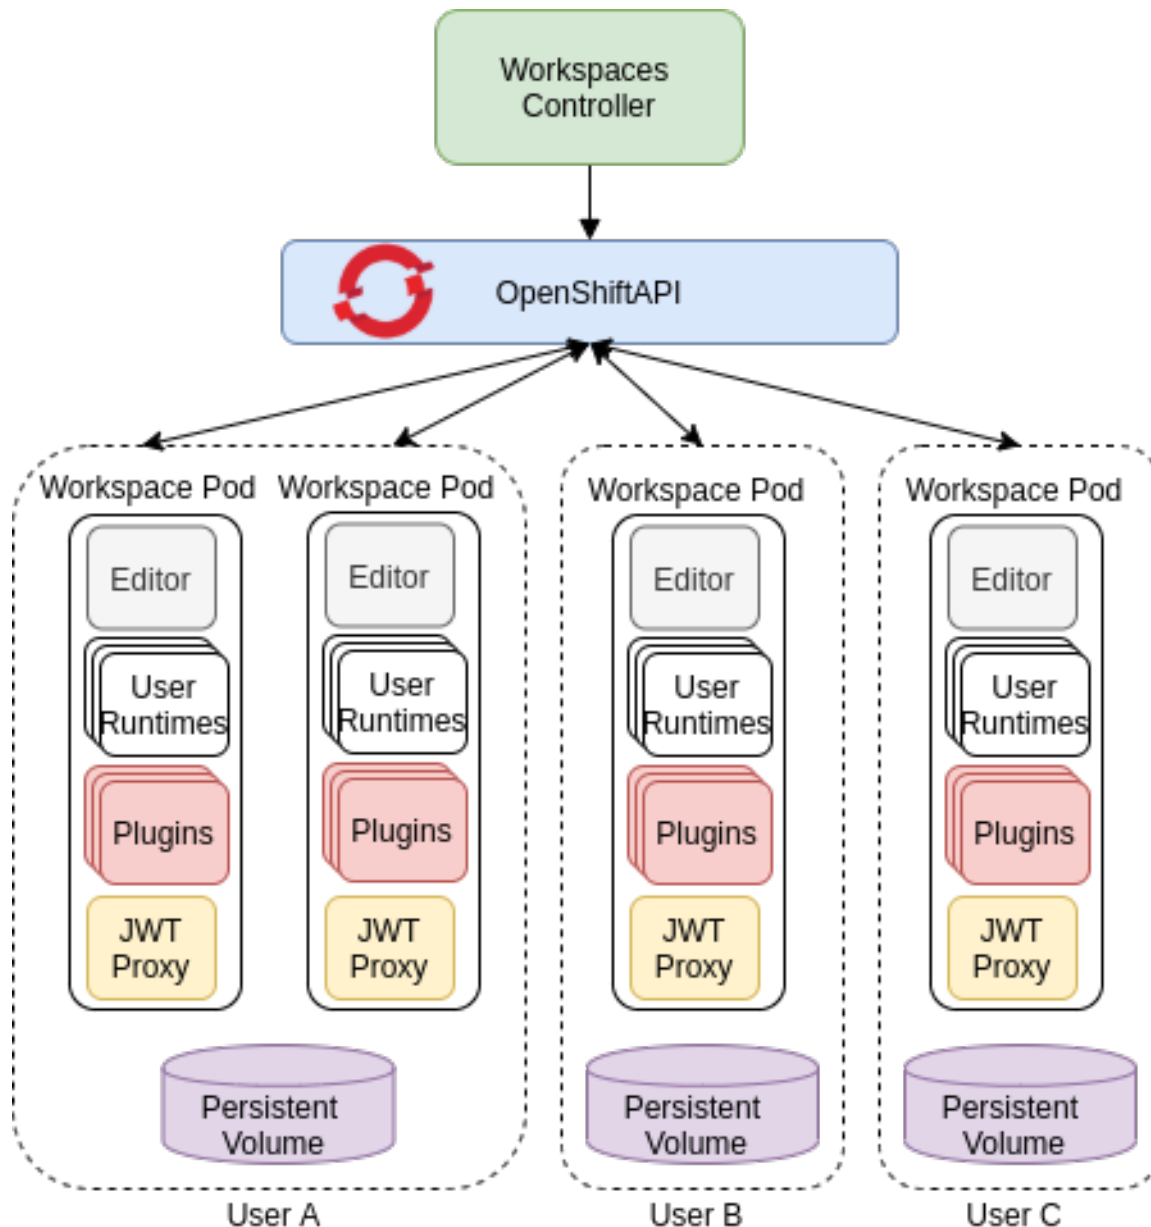 Workspaces
Controller
OpenShiftAPI
Workspace Pod
Editor
User
Runtimes
Plugins
JWT
Proxy
Workspace Pod
Editor
User
Runtimes
Plugins
JWT
Proxy
Persistent
Volume
User A
Workspace Pod
Editor
User
Runtimes
Plugins
JWT
Proxy
Persistent
Volume
User B
Workspace Pod
Editor
User
Runtimes
Plugins
JWT
Proxy
Persistent
Volume
User C